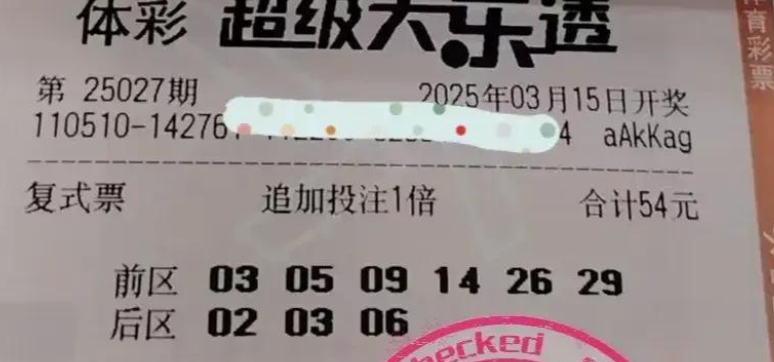 体彩 超级大乐透
第 25027期 2025年03月15日开奖
110510-14276 4 aAkKag
复式票 追加投注1倍 合计54元
前区 03 05 09 14 26 29
后区 02 03 06
checked
体育彩票